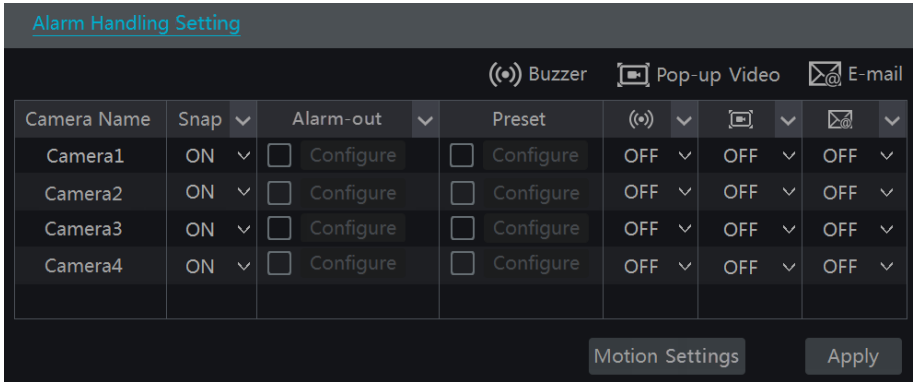 Alarm Handling Setting
Buzzer Pop-up Video E-mail
Camera Name Snap Alarm-out Preset
Camera1 ON Configure Configure OFF OFF OFF
Camera2 ON Configure Configure OFF OFF OFF
Camera3 ON Configure Configure OFF OFF OFF
Camera4 ON Configure Configure OFF OFF OFF
Motion Settings Apply